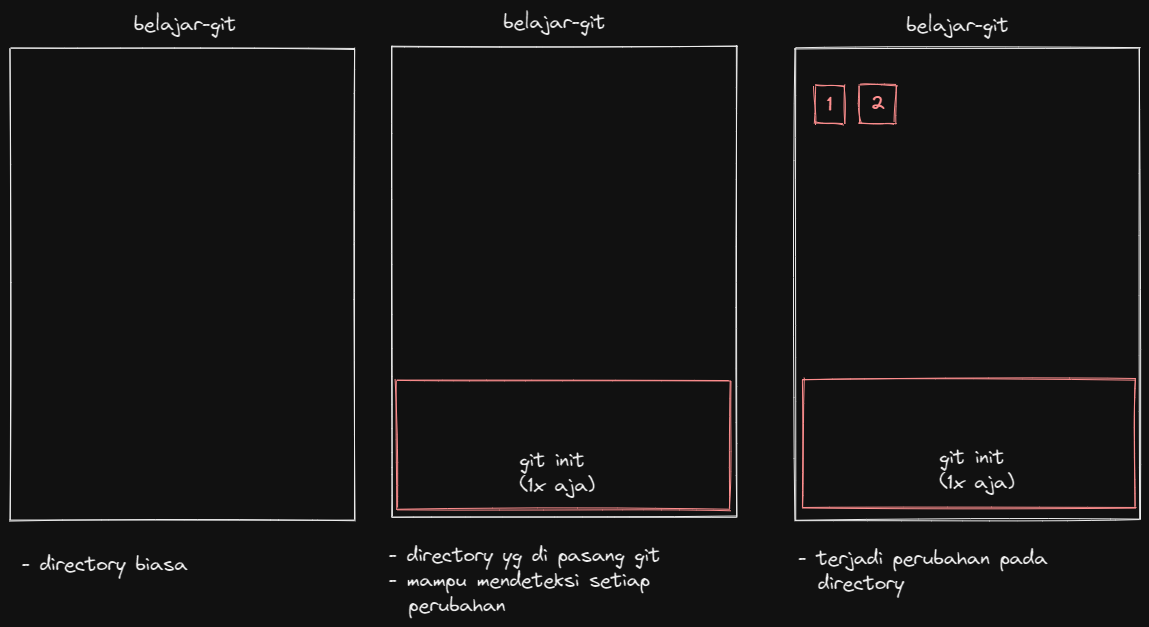 belajar-git
belajar-git
belajar-git
1
2
git init
(1x aja)
git init
(1x aja)
- directory biasa
- directory yg di pasang git
- mampu mendeteksi setiap
perubahan
- terjadi perubahan pada
directory